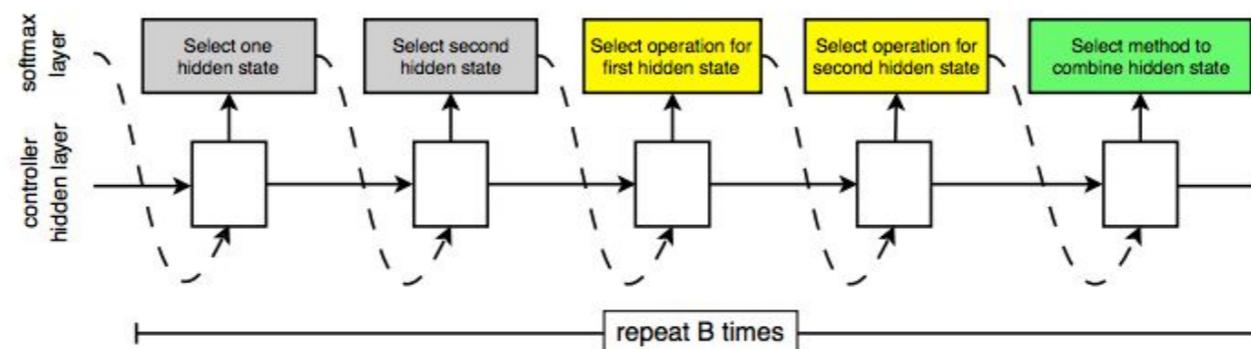 softmax
layer
Select one
hidden state
Select second
hidden state
Select operation for
first hidden state
Select operation for
second hidden state
Select method to
combine hidden state
controller
hidden layer
repeat B times